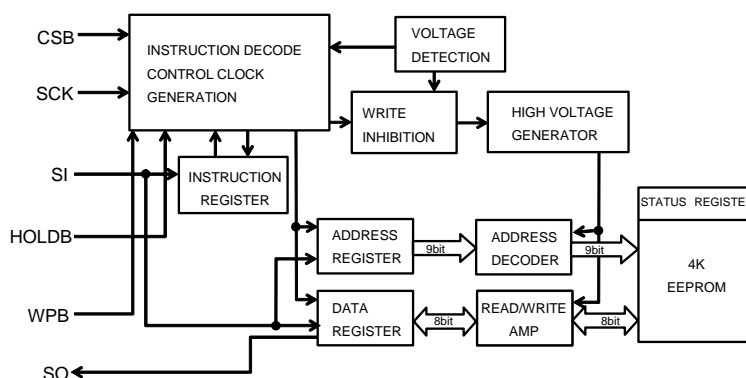 CSB
SCK
SI
HOLDB
WPB
SO
INSTRUCTION DECODE
CONTROL CLOCK
GENERATION
VOLTAGE
DETECTION
WRITE
INHIBITION
HIGH VOLTAGE
GENERATOR
INSTRUCTION
REGISTER
ADDRESS
REGISTER
9bit
ADDRESS
DECODER
9bit
DATA
REGISTER
8bit
READ/WRITE
AMP
8bit
STATUS REGISTE
4K
EEPROM